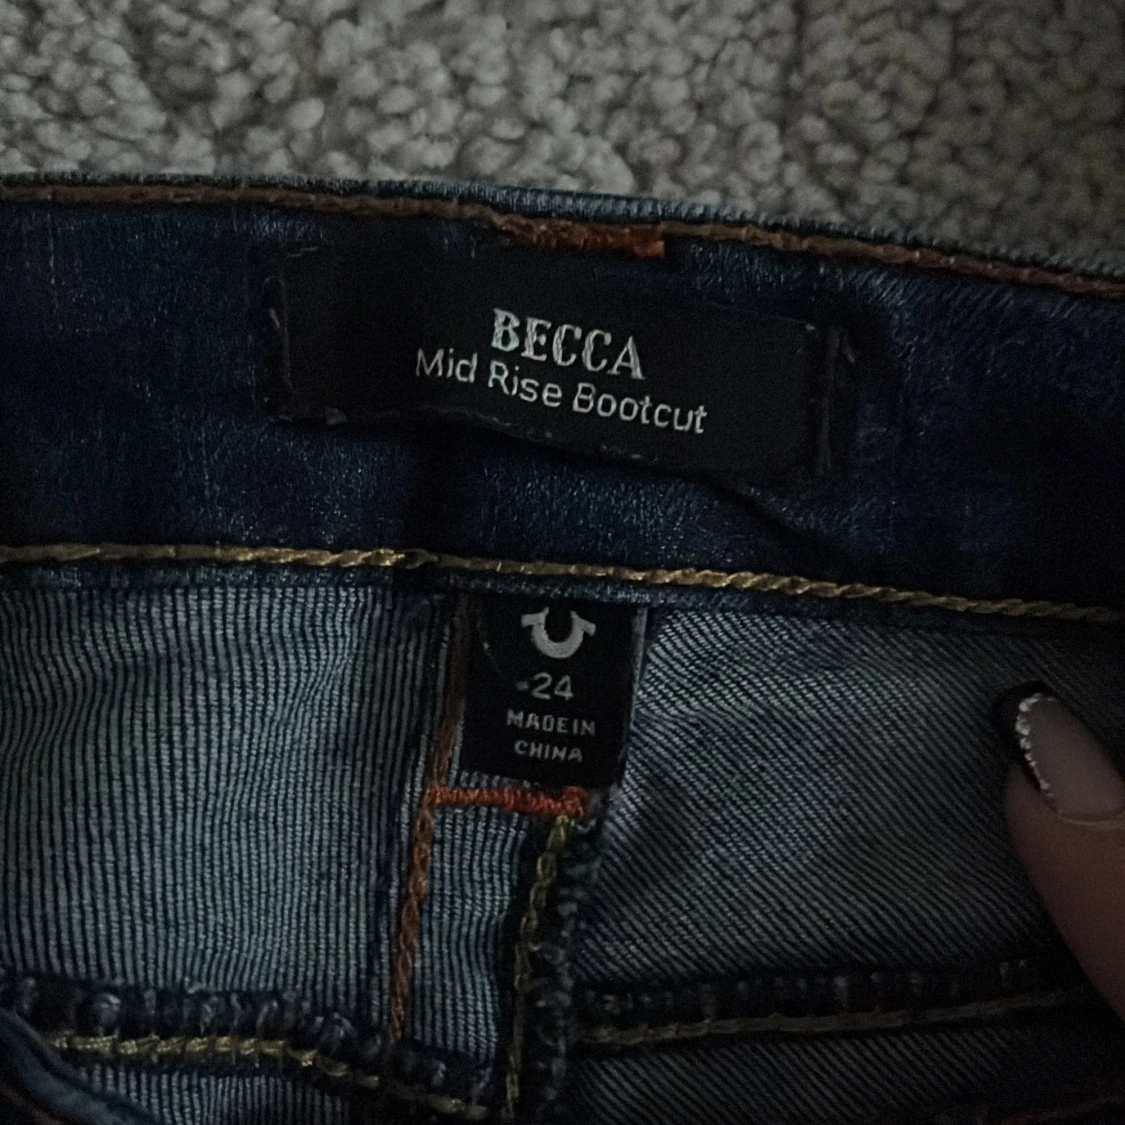 BECCA
Mid Rise Bootcut
24
MADE IN
CHINA